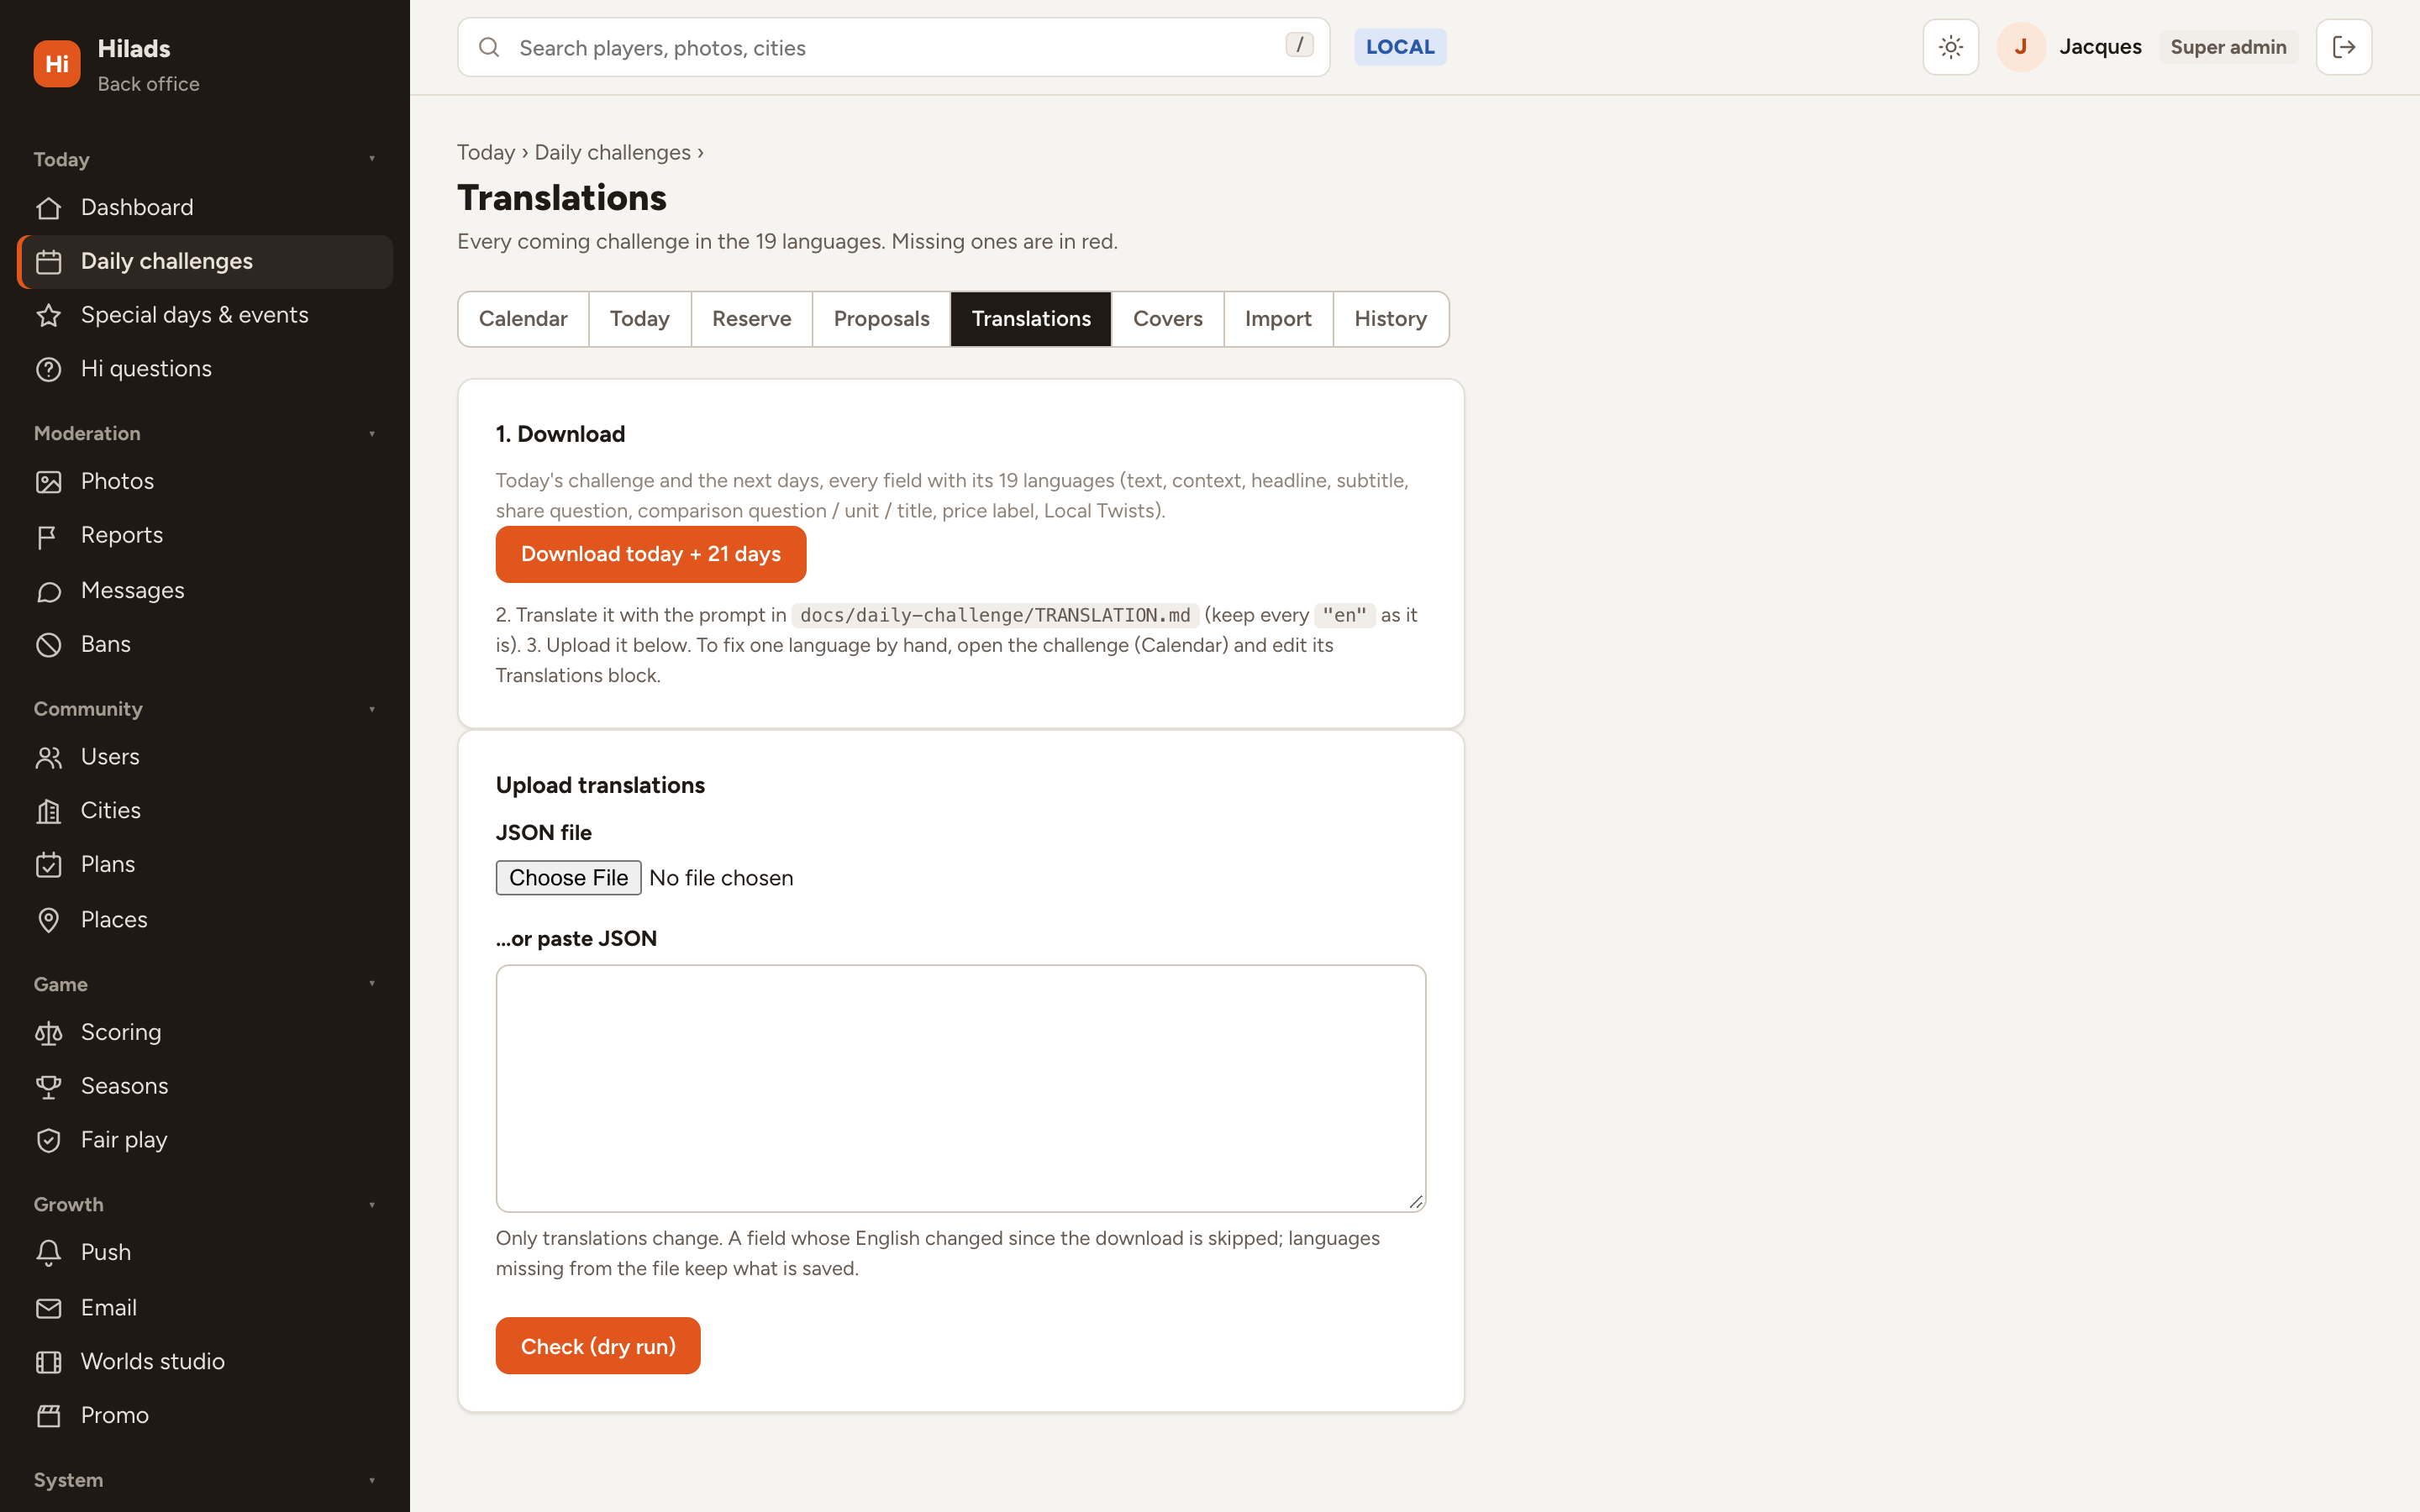 Hi
Hilads
Back office
Today
Dashboard
Daily challenges
Special days & events
Hi questions
Moderation
Photos
Reports
Messages
Bans
Community
Users
Cities
Plans
Places
Game
Scoring
Seasons
Fair play
Growth
Push
Email
Worlds studio
Promo
System
Search players, photos, cities
/
LOCAL
J
Jacques
Super admin
Today › Daily challenges ›
Translations
Every coming challenge in the 19 languages. Missing ones are in red.
Calendar
Today
Reserve
Proposals
Translations
Covers
Import
History
1. Download
Today's challenge and the next days, every field with its 19 languages (text, context, headline, subtitle,
share question, comparison question / unit / title, price label, Local Twists).
Download today + 21 days
2. Translate it with the prompt in docs/daily-challenge/TRANSLATION.md (keep every "en" as it
is). 3. Upload it below. To fix one language by hand, open the challenge (Calendar) and edit its
Translations block.
Upload translations
JSON file
Choose File No file chosen
...or paste JSON
Only translations change. A field whose English changed since the download is skipped; languages
missing from the file keep what is saved.
Check (dry run)